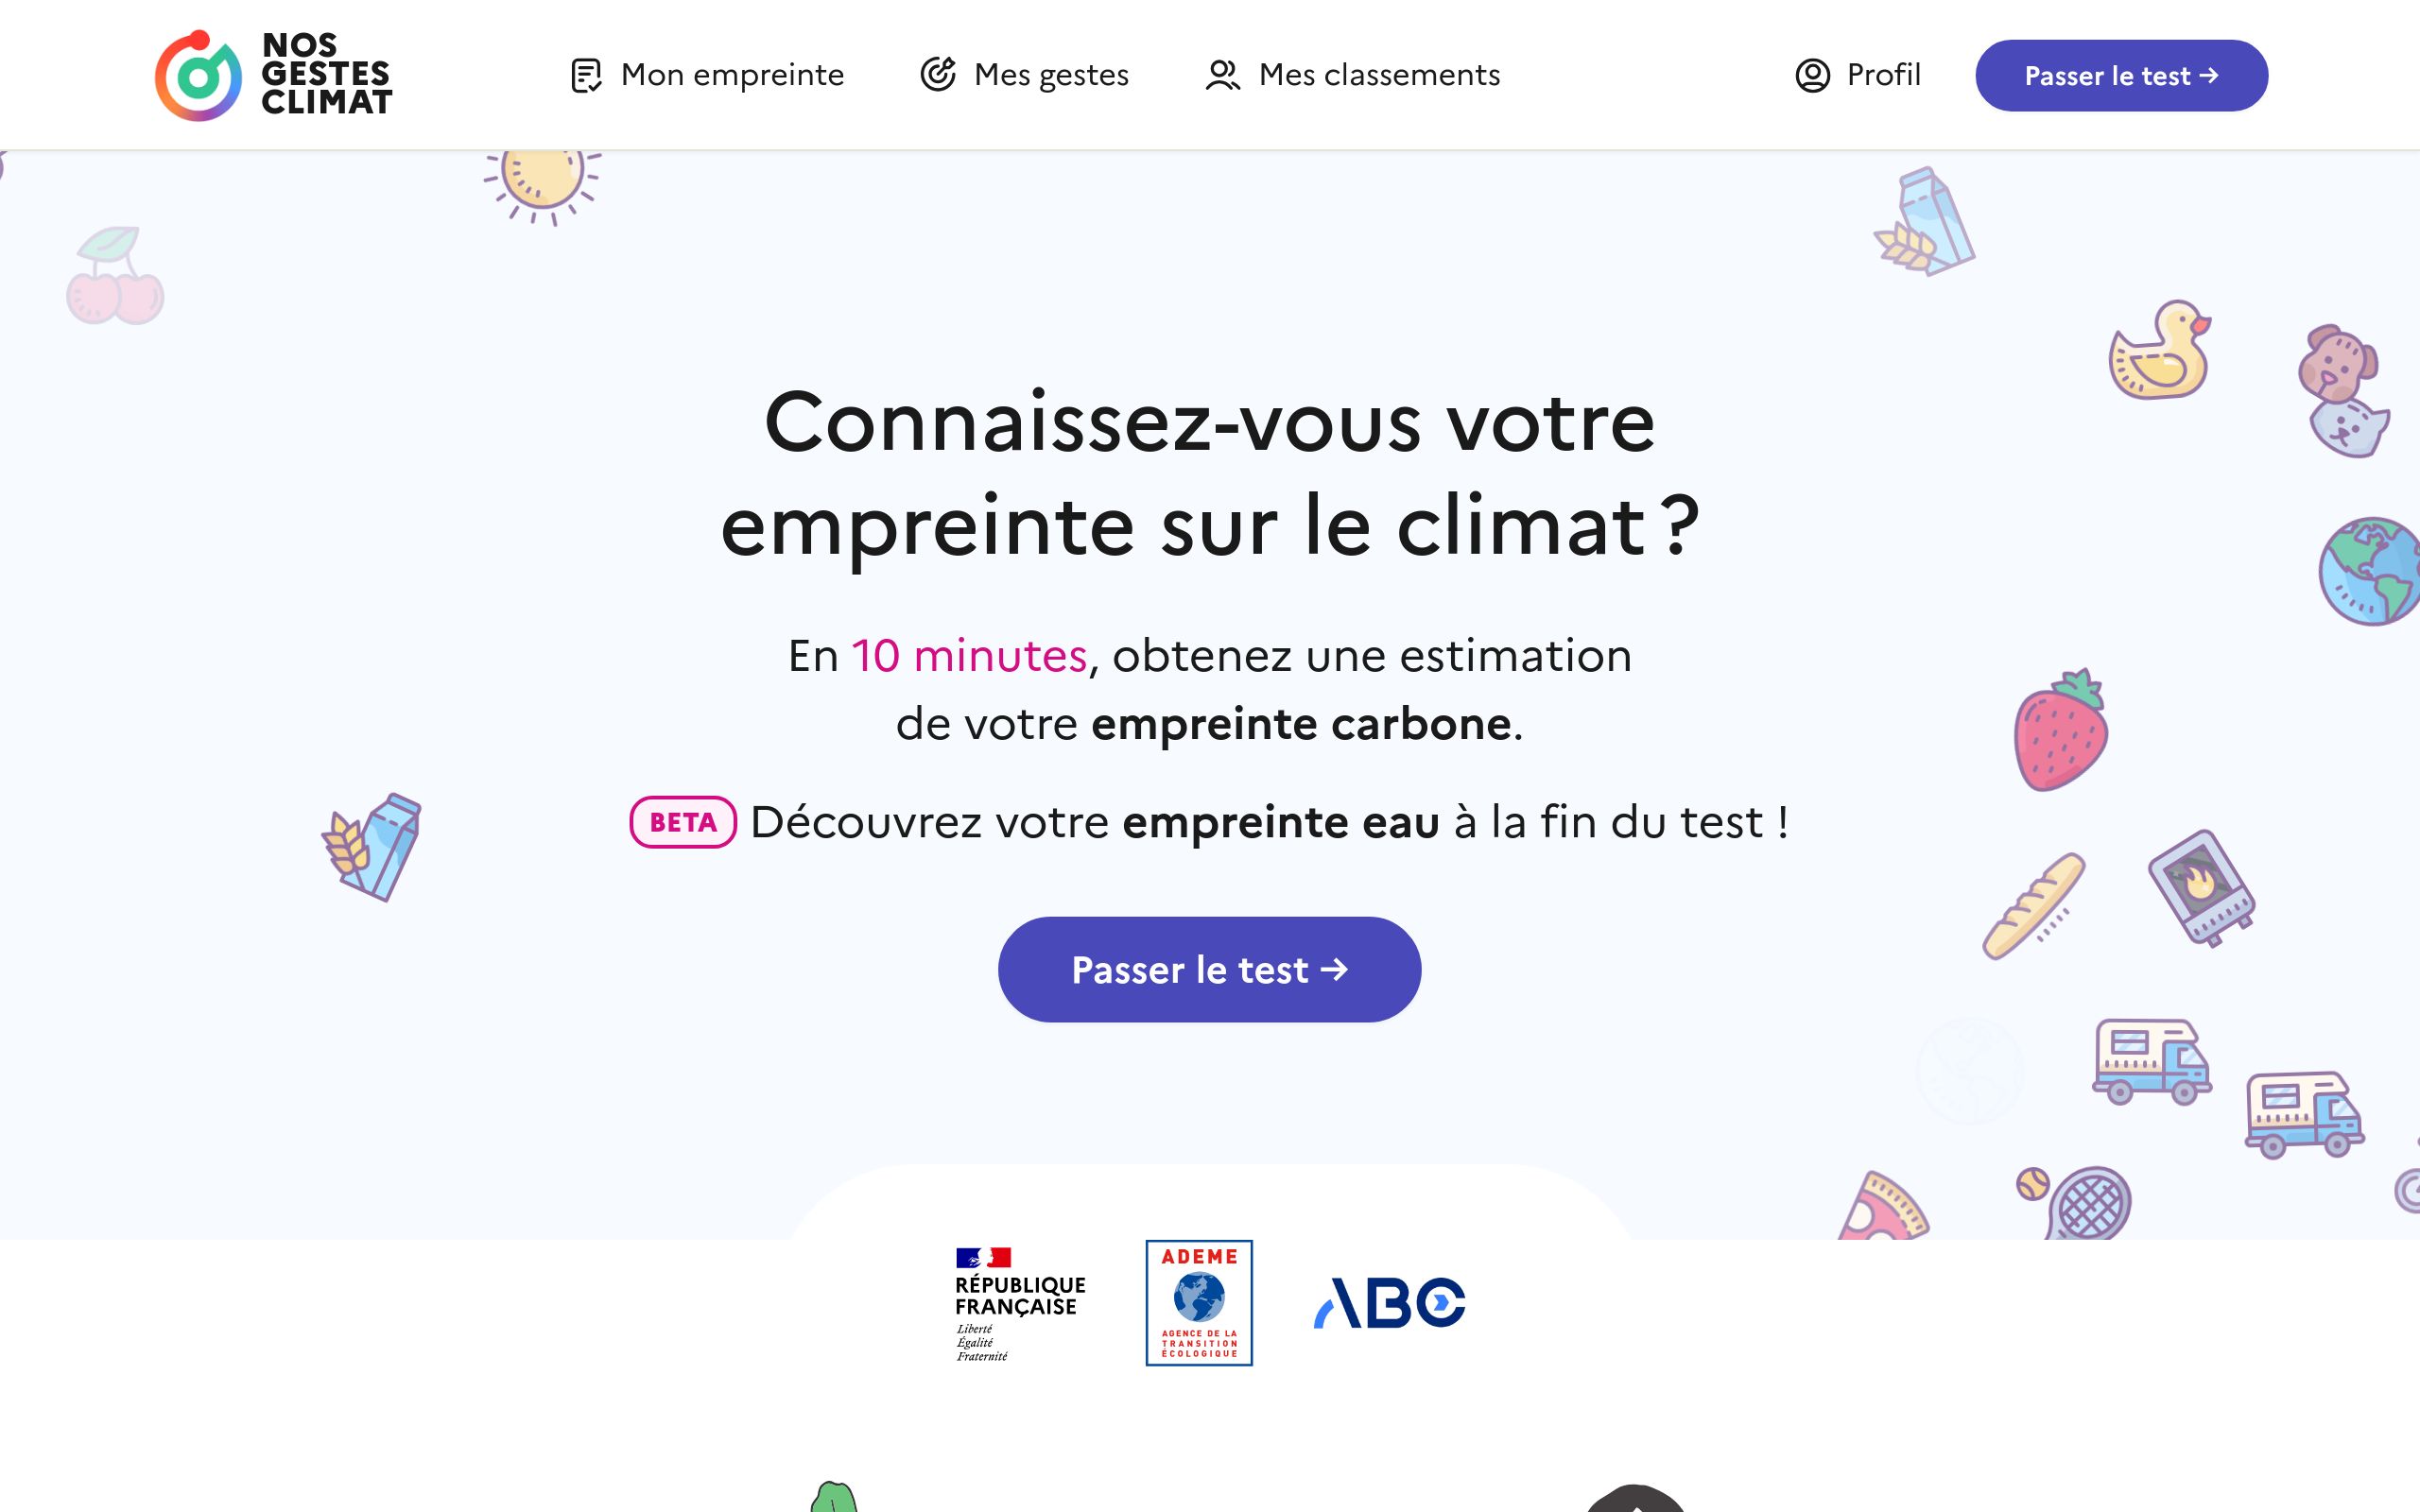 NOS
GESTES
CLIMAT
Mon empreinte
Mes gestes
Mes classements
Profil
Passer le test →
Connaissez-vous votre
empreinte sur le climat ?
En 10 minutes, obtenez une estimation
de votre empreinte carbone.
BETA Découvrez votre empreinte eau à la fin du test !
Passer le test →
RÉPUBLIQUE
FRANÇAISE
Liberté
Égalité
Fraternité
ADEME
AGENCE DE LA
TRANSITION
ÉCOLOGIQUE
ABC